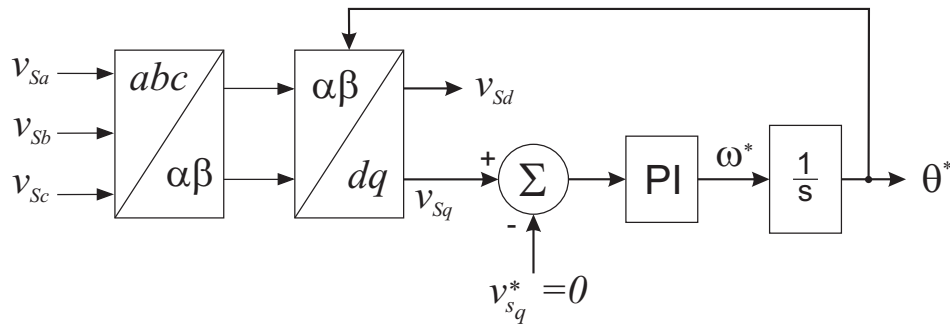 v_Sa
v_Sb
v_Sc
abc
αβ
αβ
dq
v_Sd
v_Sq
+
Σ
-
v*_sq =0
PI
ω*
1/s
θ*